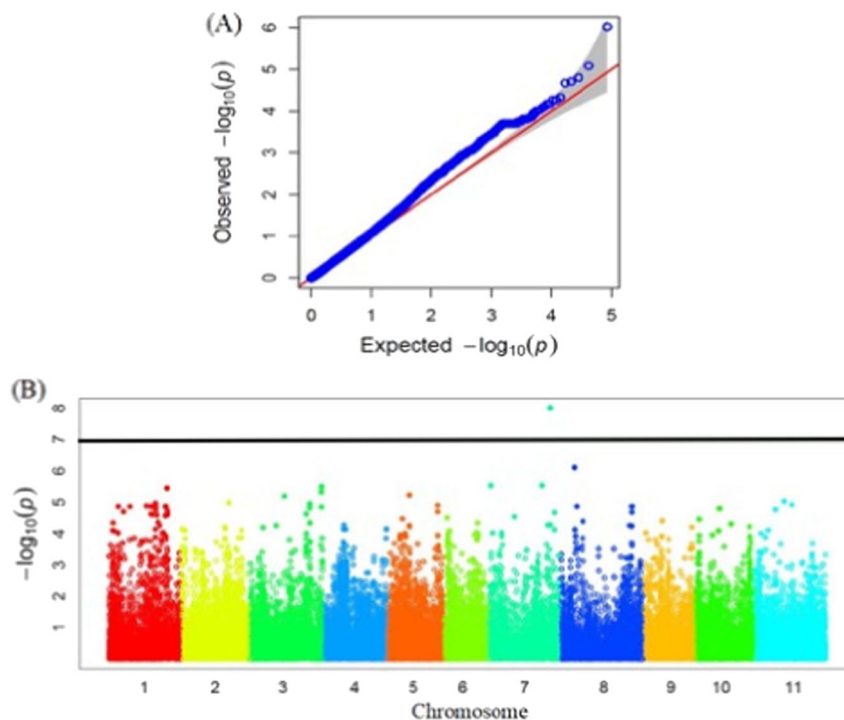 (A)
Observed −log₁₀(p)
6
5
4
3
2
1
0
0 1 2 3 4 5
Expected −log₁₀(p)
(B)
−log₁₀(p)
8
7
6
5
4
3
2
1
1 2 3 4 5 6 7 8 9 10 11
Chromosome